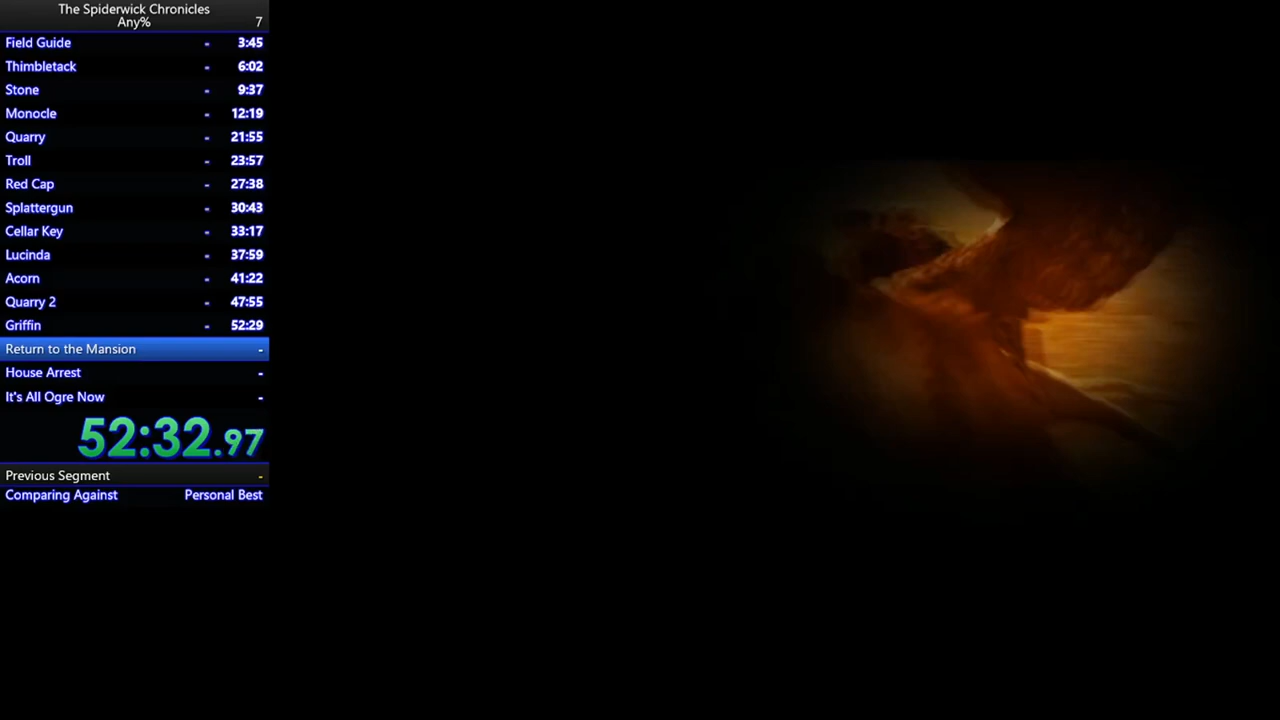 The Spiderwick Chronicles
Any% 7
Field Guide - 3:45
Thimbletack - 6:02
Stone - 9:37
Monocle - 12:19
Quarry - 21:55
Troll - 23:57
Red Cap - 27:38
Splattergun - 30:43
Cellar Key - 33:17
Lucinda - 37:59
Acorn - 41:22
Quarry 2 - 47:55
Griffin - 52:29
Return to the Mansion -
House Arrest -
It's All Ogre Now -
52:32.97
Previous Segment -
Comparing Against Personal Best